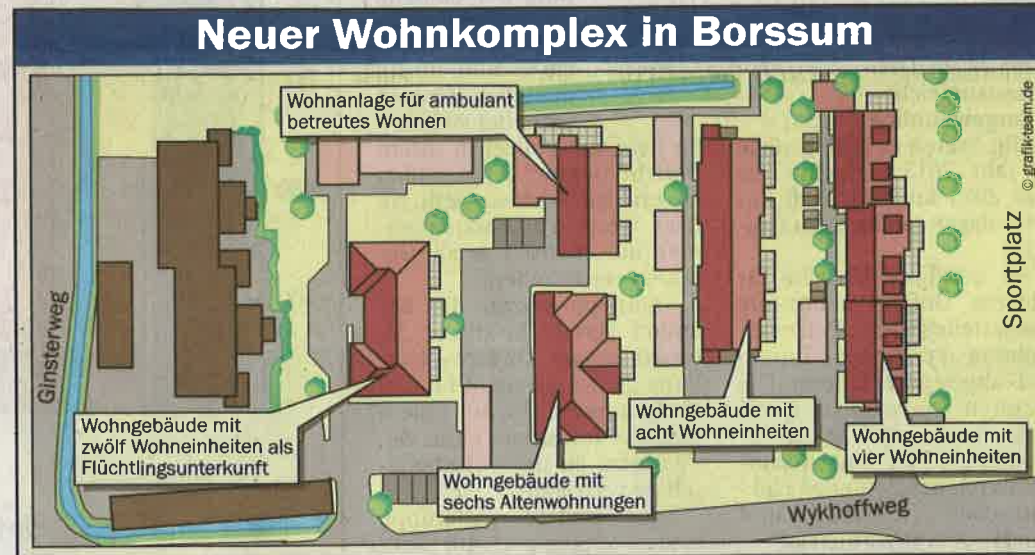 Neuer Wohnkomplex in Borssum
Wohnanlage für ambulant
betreutes Wohnen
© grafik-team.de
Sportplatz
Ginsterweg
Wohngebäude mit
zwölf Wohneinheiten als
Flüchtlingsunterkunft
Wohngebäude mit
sechs Altenwohnungen
Wohngebäude mit
acht Wohneinheiten
Wohngebäude mit
vier Wohneinheiten
Wykhoffweg